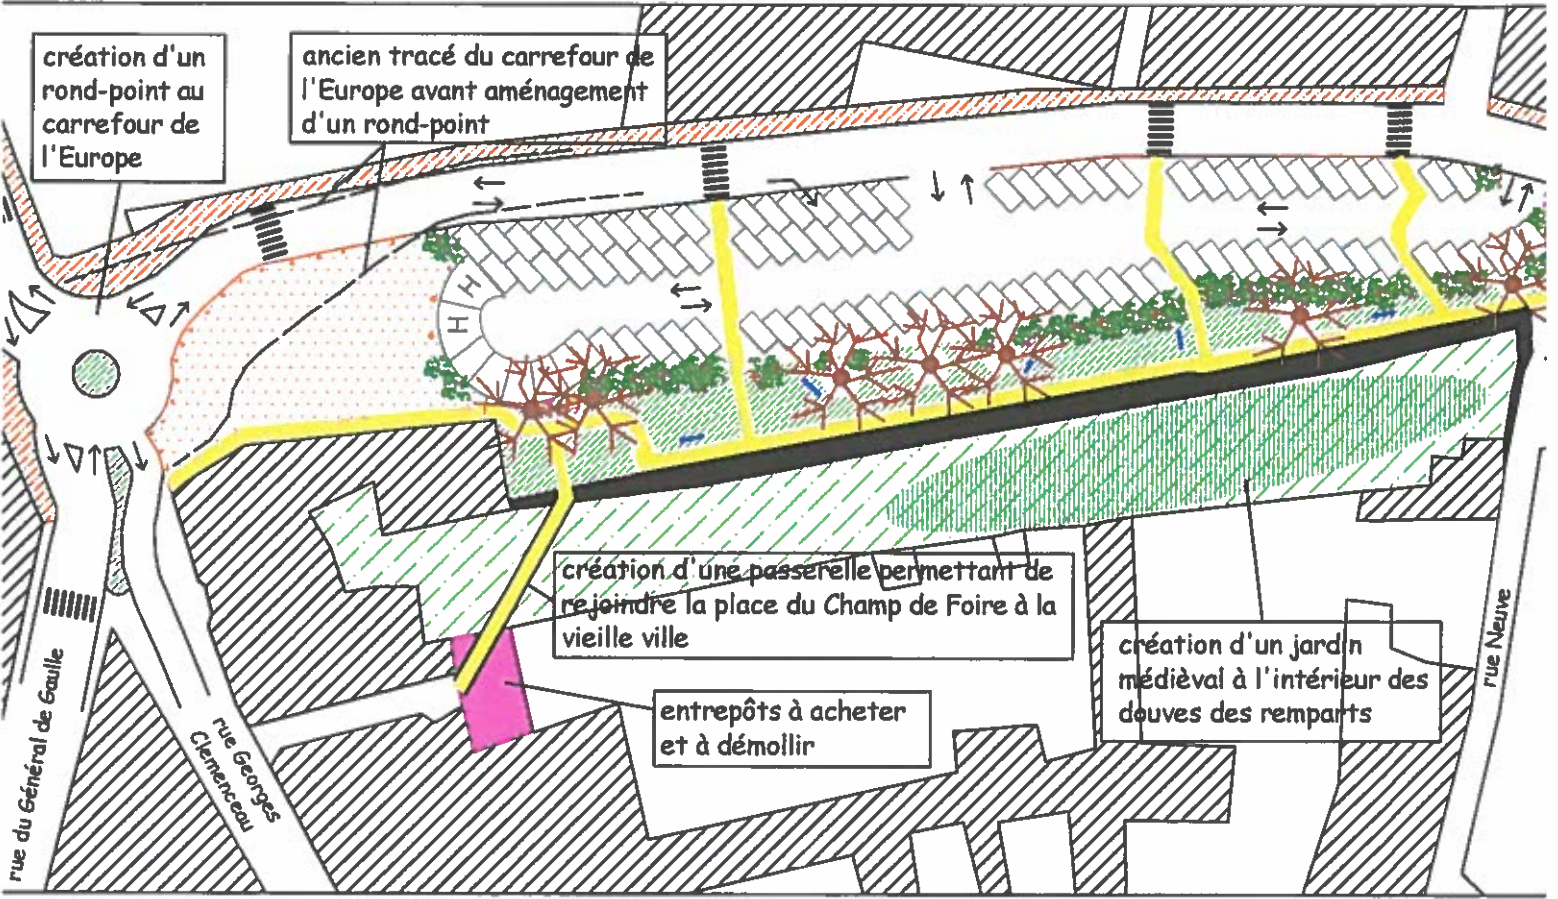 création d'un
rond-point au
carrefour de
l'Europe
ancien tracé du carrefour de
l'Europe avant aménagement
d'un rond-point
H
H
création d'une passerelle permettant de
rejoindre la place du Champ de Foire à la
vieille ville
entrepôts à acheter
et à démolir
création d'un jardin
médièval à l'intérieur des
douves des remparts
rue du Général de Gaulle
rue Georges
Clemenceau
rue Neuve